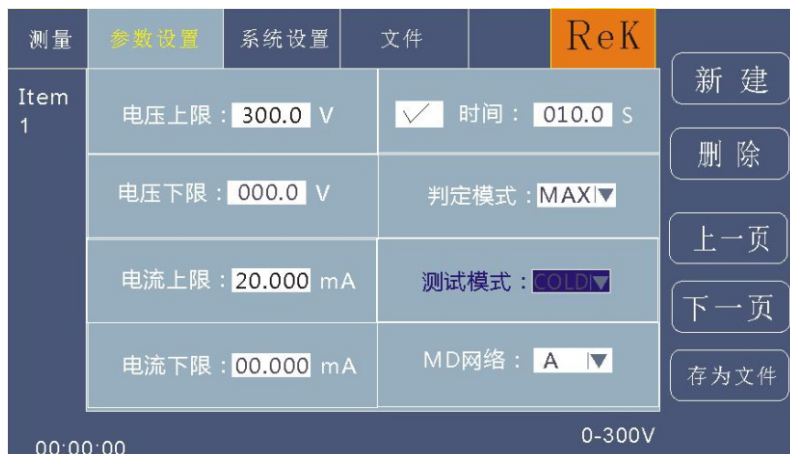 测量 参数设置 系统设置 文件 ReK
Item
1
电压上限：300.0 V
✓ 时间：010.0 S
电压下限：000.0 V
判定模式：MAX
电流上限：20.000 mA
测试模式：COLD
电流下限：00.000 mA
MD网络：A
新建
删除
上一页
下一页
存为文件
00:00:00
0-300V